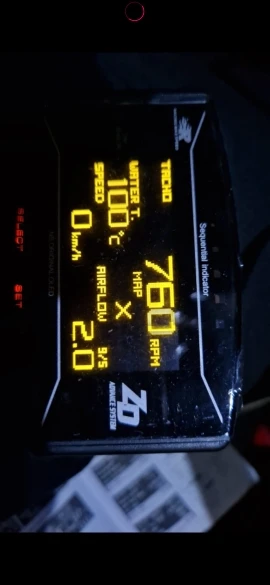 Sequential Indicator
TACHO 760 RPM
MAP X
WATER T. 100 °C
AIRFLOW 2.0 g/s
SPEED 0 km/h
ZD
ADVANCE SYSTEM
SELECT SET